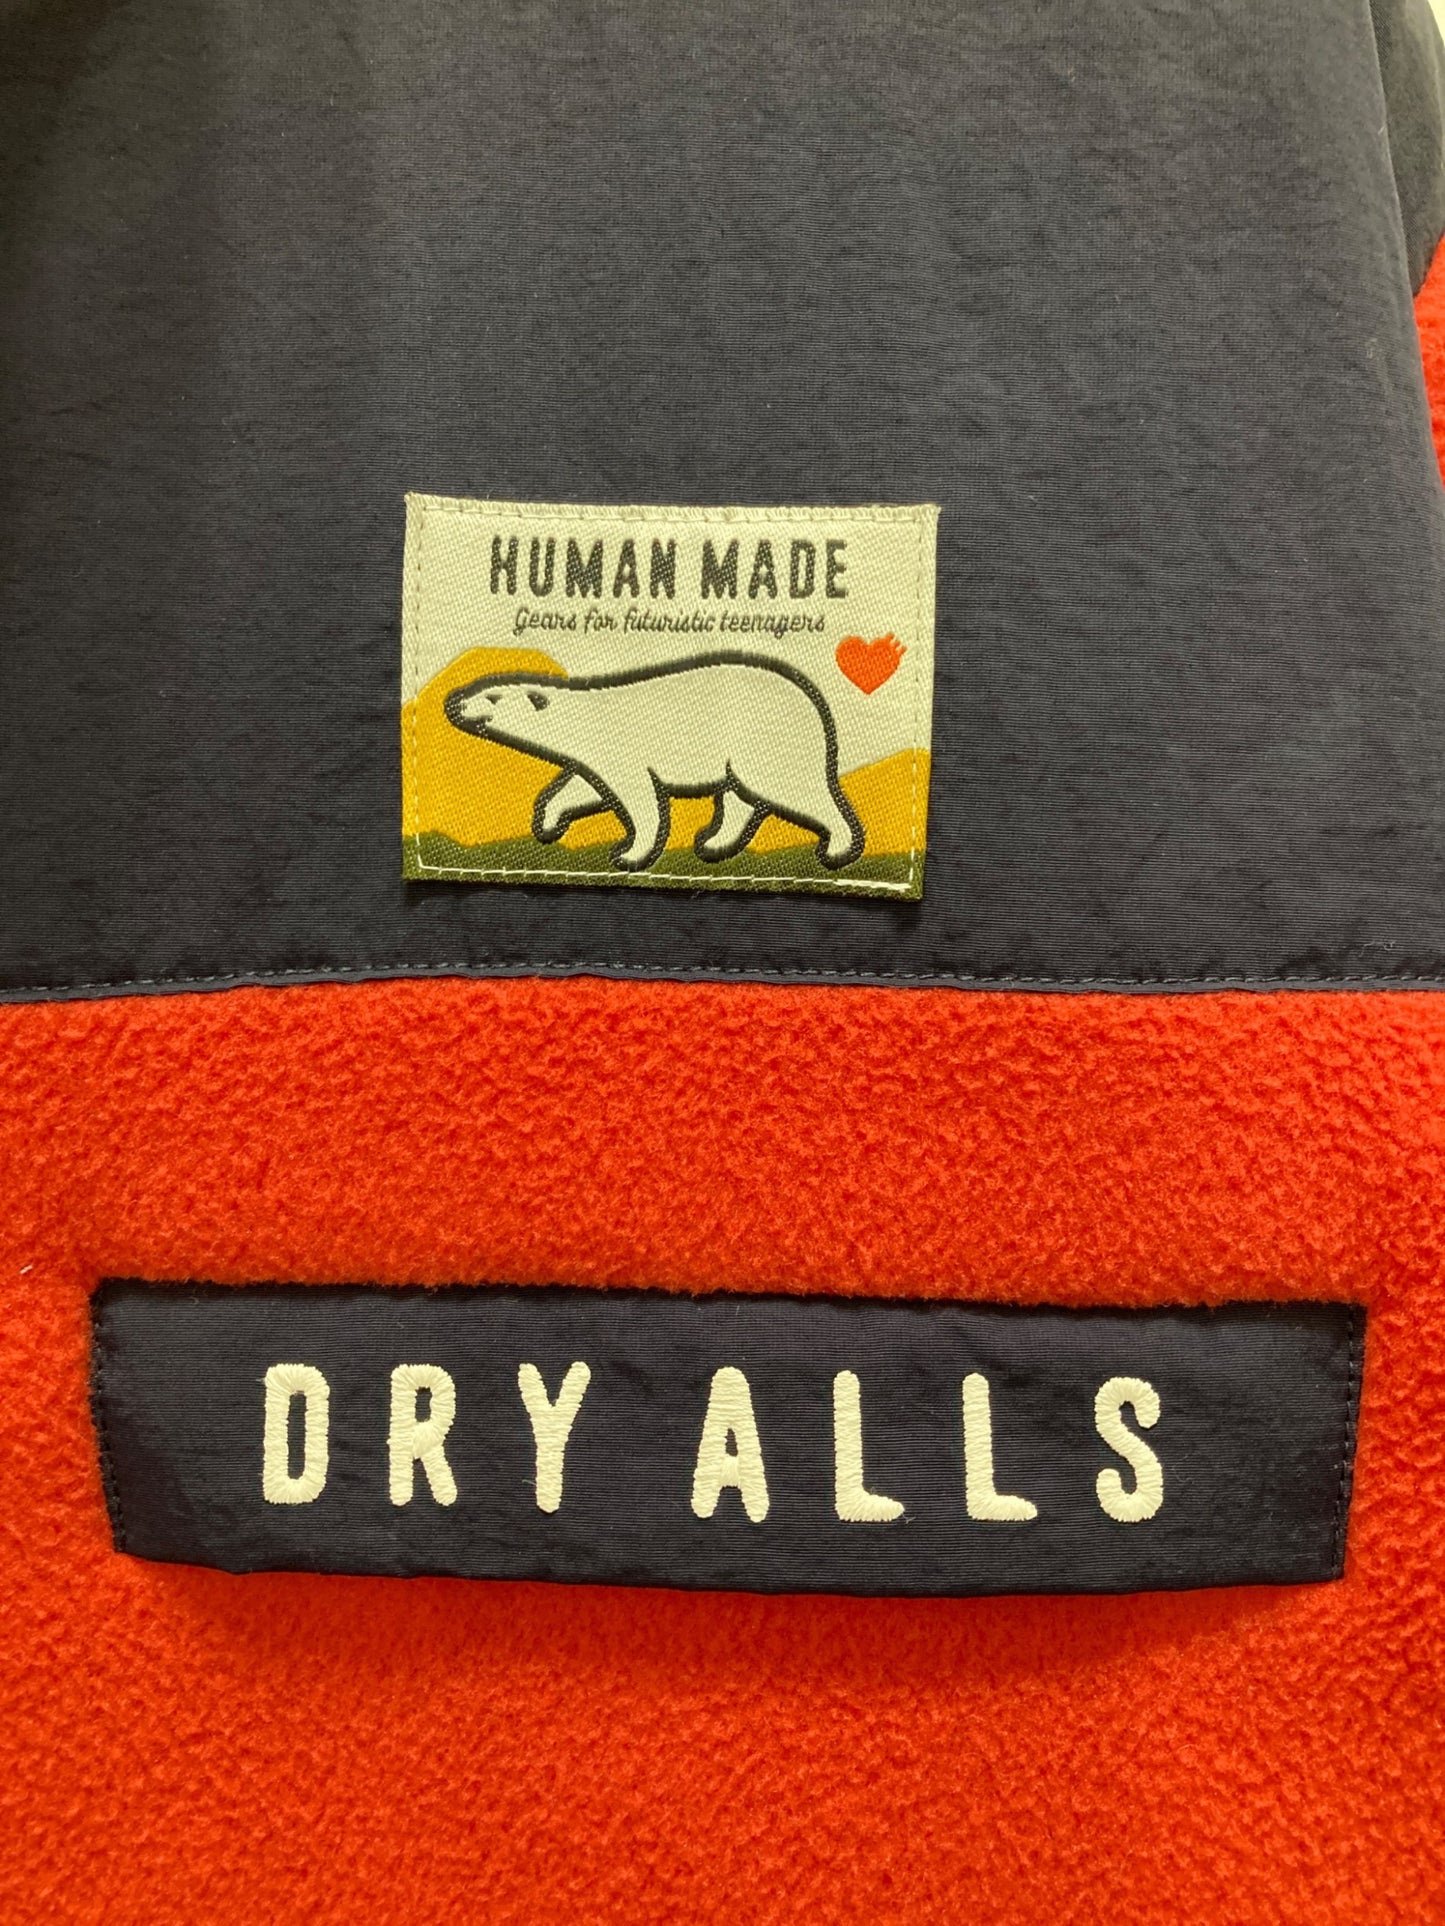 HUMAN MADE
Gears for futuristic teenagers
DRY ALLS